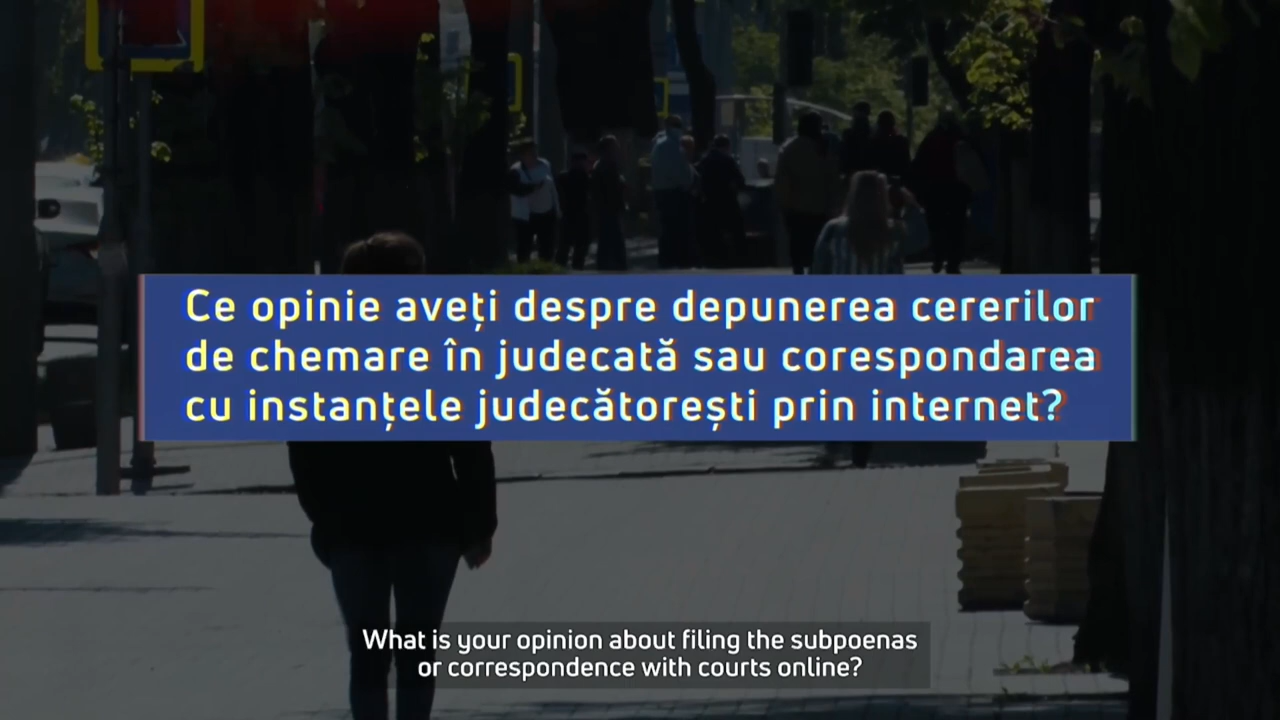 Ce opinie aveți despre depunerea cererilor
de chemare în judecată sau corespondarea
cu instanțele judecătorești prin internet?
What is your opinion about filing the subpoenas
or correspondence with courts online?